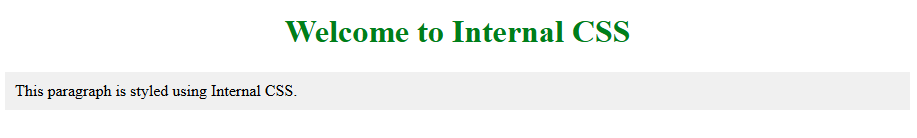 Welcome to Internal CSS
This paragraph is styled using Internal CSS.